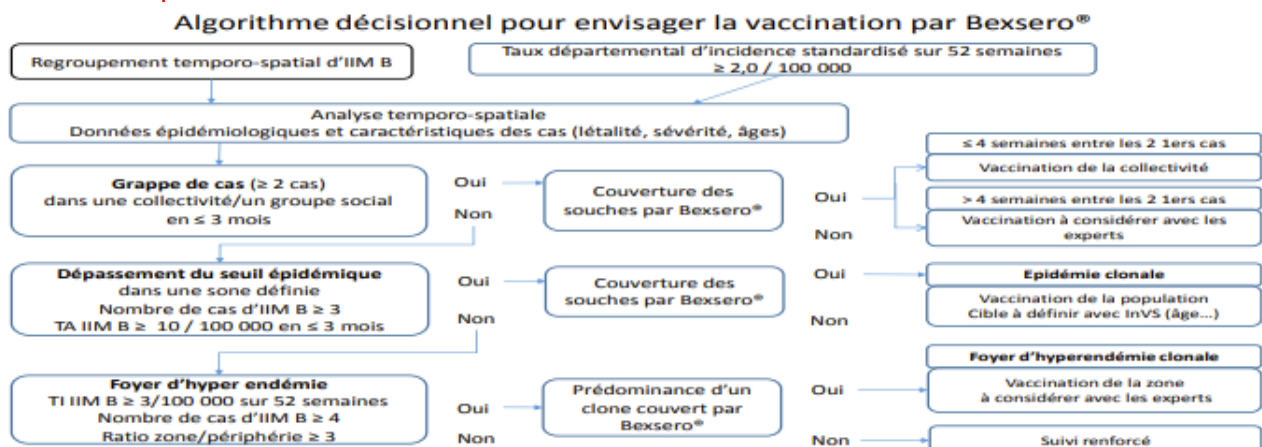 Algorithme décisionnel pour envisager la vaccination par Bexsero®
Regroupement temporo-spatial d'IIM B
Taux départemental d'incidence standardisé sur 52 semaines
≥ 2,0 / 100 000
Analyse temporo-spatiale
Données épidémiologiques et caractéristiques des cas (létalité, sévérité, âges)
Grappe de cas (≥ 2 cas)
dans une collectivité/un groupe social
en ≤ 3 mois
Oui
Non
Couverture des
souches par Bexsero®
Oui
Non
≤ 4 semaines entre les 2 1ers cas
Vaccination de la collectivité
> 4 semaines entre les 2 1ers cas
Vaccination à considérer avec les
experts
Dépassement du seuil épidémique
dans une sone définie
Nombre de cas d'IIM B ≥ 3
TA IIM B ≥ 10 / 100 000 en ≤ 3 mois
Oui
Non
Couverture des
souches par Bexsero®
Oui
Non
Epidémie clonale
Vaccination de la population
Cible à définir avec InVS (âge...)
Foyer d'hyper endémie
TI IIM B ≥ 3/100 000 sur 52 semaines
Nombre de cas d'IIM B ≥ 4
Ratio zone/périphérie ≥ 3
Oui
Non
Prédominance d'un
clone couvert par
Bexsero®
Oui
Non
Foyer d'hyperendémie clonale
Vaccination de la zone
à considérer avec les experts
Suivi renforcé